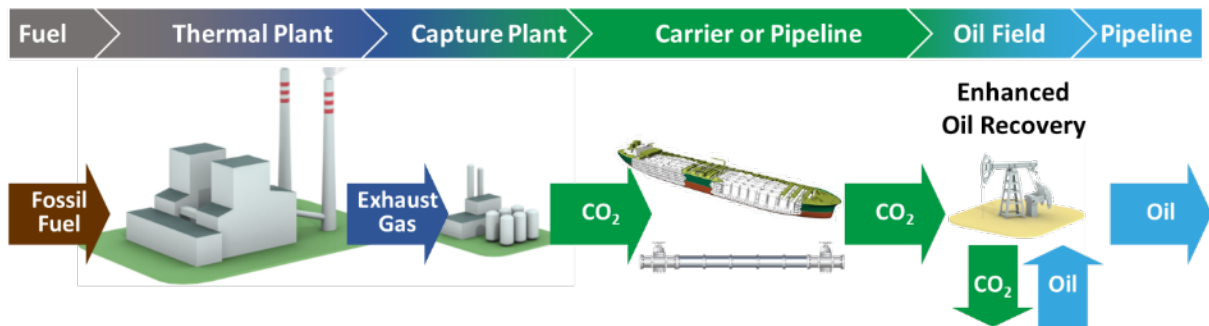 Fuel
Thermal Plant
Capture Plant
Carrier or Pipeline
Oil Field
Pipeline
Enhanced
Oil Recovery
Fossil
Fuel
Exhaust
Gas
CO₂
CO₂
Oil
CO₂
Oil